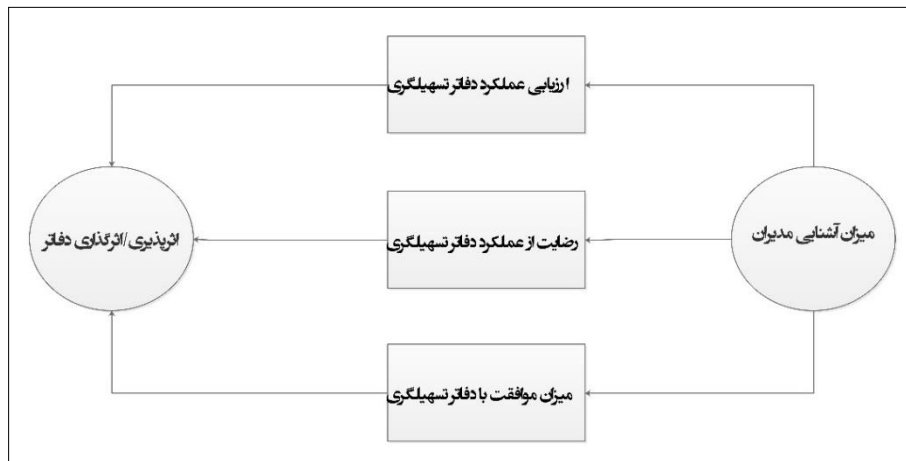 ارزیابی عملکرد دفاتر تسهیلگری
میزان آشنایی مدیران
رضایت از عملکرد دفاتر تسهیلگری
اثرپذیری/اثرگذاری دفاتر
میزان موافقت با دفاتر تسهیلگری